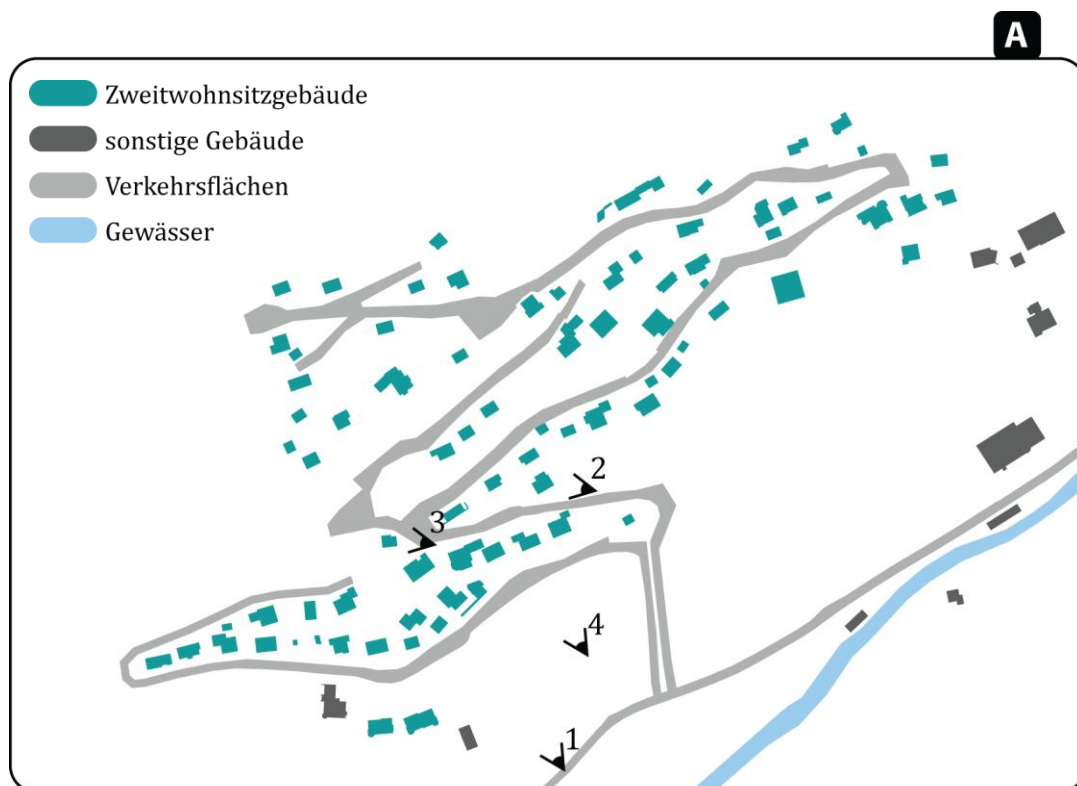 A
Zweitwohnsitzgebäude
sonstige Gebäude
Verkehrsflächen
Gewässer
2
3
4
1